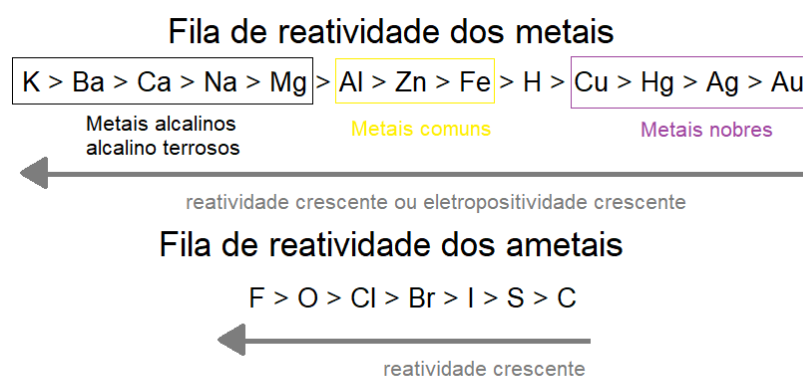 Fila de reatividade dos metais
K > Ba > Ca > Na > Mg > Al > Zn > Fe > H > Cu > Hg > Ag > Au
Metais alcalinos
alcalino terrosos
Metais comuns
Metais nobres
reatividade crescente ou eletropositividade crescente
Fila de reatividade dos ametais
F > O > Cl > Br > I > S > C
reatividade crescente